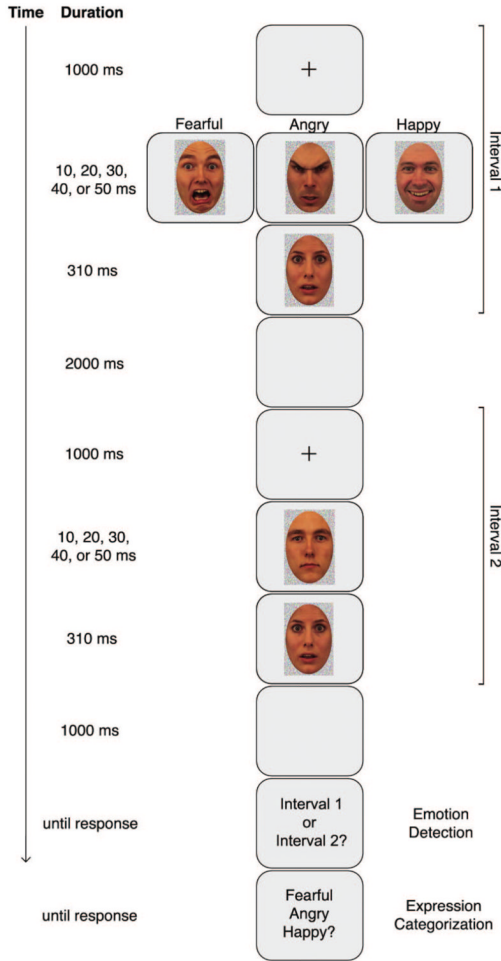 Time Duration
1000 ms
+
Fearful Angry Happy
10, 20, 30,
40, or 50 ms
Interval 1
310 ms
2000 ms
1000 ms
+
10, 20, 30,
40, or 50 ms
Interval 2
310 ms
1000 ms
until response
Interval 1
or
Interval 2?
Emotion
Detection
until response
Fearful
Angry
Happy?
Expression
Categorization